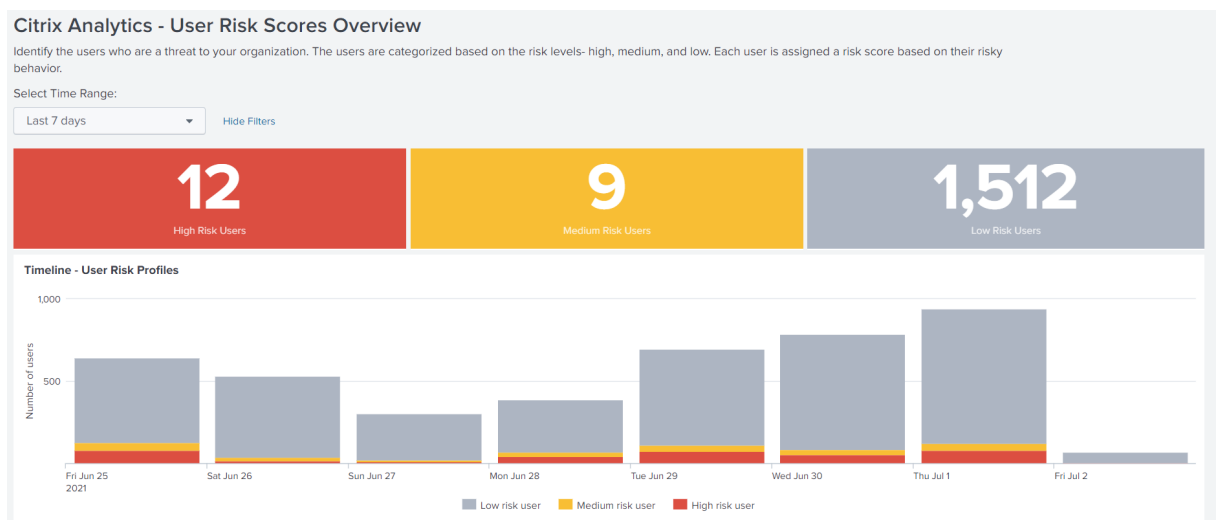 Citrix Analytics - User Risk Scores Overview
Identify the users who are a threat to your organization. The users are categorized based on the risk levels- high, medium, and low. Each user is assigned a risk score based on their risky
behavior.
Select Time Range:
Last 7 days
Hide Filters
12
High Risk Users
9
Medium Risk Users
1,512
Low Risk Users
Timeline - User Risk Profiles
1,000
500
Number of users
Fri Jun 25
2021
Sat Jun 26
Sun Jun 27
Mon Jun 28
Tue Jun 29
Wed Jun 30
Thu Jul 1
Fri Jul 2
Low risk user
Medium risk user
High risk user